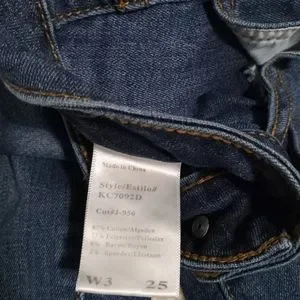 Made in China
Style/Estilo#
KC7092D
Cut#J-956
Cotton/Algodon
Polyester/Poliester
Rayon/Rayon
Spandex/Elastano
W3 25